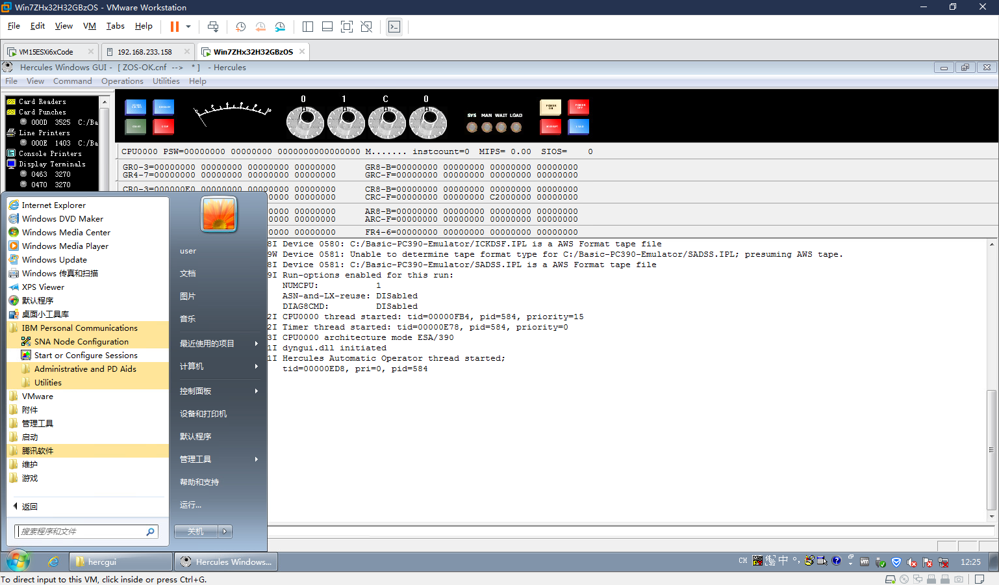 Win7ZHx32H32GBzOS - VMware Workstation
File Edit View VM Tabs Help
VM15ESXi6xCode
192.168.233.158
Win7ZHx32H32GBzOS
Hercules Windows GUI - [ ZOS-OK.cnf --> * ] - Hercules
File View Command Operations Utilities Help
Card Readers
Card Punches
000D 3525 C:/Ba
Line Printers
000E 1403 C:/Ba
Console Printers
Display Terminals
0463 3270
0470 3270
0 1 C 0
SYS MAN WAIT LOAD
POWER ON
POWER OFF
CPU0000 PSW=00000000 00000000 0000000000000000 M....... instcount=0 MIPS= 0.00 SIOS= 0
GR0-3=00000000 00000000 00000000 00000000 GR8-B=00000000 00000000 00000000 00000000
GR4-7=00000000 00000000 00000000 00000000 GRC-F=00000000 00000000 00000000 00000000
CR0-3=000000E0 00000000 00000000 00000000 CR8-B=00000000 00000000 00000000 00000000
0000 00000000 CRC-F=00000000 00000000 C2000000 00000000
0000 00000000 AR8-B=00000000 00000000 00000000 00000000
0000 00000000 ARC-F=00000000 00000000 00000000 00000000
0000 00000000 FR4-6=00000000 00000000 00000000 00000000
8I Device 0580: C:/Basic-PC390-Emulator/ICKDSF.IPL is a AWS Format tape file
9W Device 0581: Unable to determine tape format type for C:/Basic-PC390-Emulator/SADSS.IPL; presuming AWS tape.
8I Device 0581: C:/Basic-PC390-Emulator/SADSS.IPL is a AWS Format tape file
9I Run-options enabled for this run:
NUMCPU: 1
ASN-and-LX-reuse: DISabled
DIAG8CMD: DISabled
2I CPU0000 thread started: tid=00000FB4, pid=584, priority=15
2I Timer thread started: tid=00000E78, pid=584, priority=0
3I CPU0000 architecture mode ESA/390
1I dyngui.dll initiated
1I Hercules Automatic Operator thread started;
tid=00000ED8, pri=0, pid=584
Internet Explorer
Windows DVD Maker
Windows Media Center
Windows Media Player
Windows Update
Windows 传真和扫描
XPS Viewer
默认程序
桌面小工具库
IBM Personal Communications
SNA Node Configuration
Start or Configure Sessions
Administrative and PD Aids
Utilities
VMware
附件
管理工具
启动
腾讯软件
维护
游戏
返回
搜索程序和文件
user
文档
图片
音乐
最近使用的项目
计算机
控制面板
设备和打印机
默认程序
管理工具
帮助和支持
运行...
关机
hercgui
Hercules Windows...
CH
中
12:25
To direct input to this VM, click inside or press Ctrl+G.